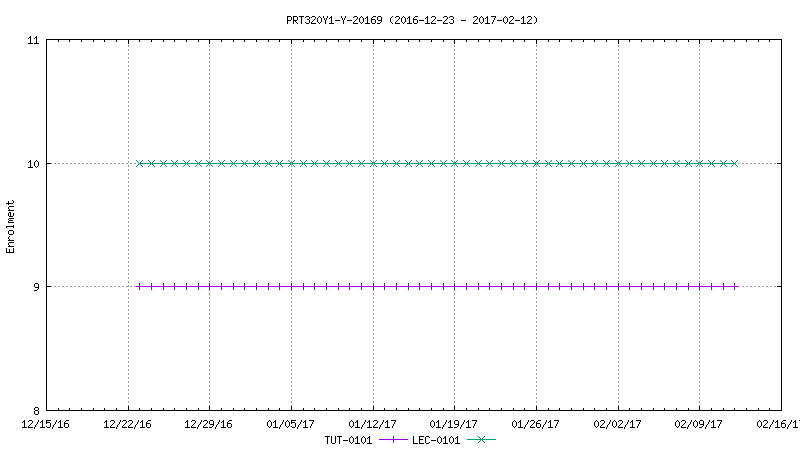 PRT320Y1-Y-20169 (2016-12-23 - 2017-02-12)
11
10
9
8
Enrolment
12/15/16 12/22/16 12/29/16 01/05/17 01/12/17 01/19/17 01/26/17 02/02/17 02/09/17 02/16/1
TUT-0101 LEC-0101